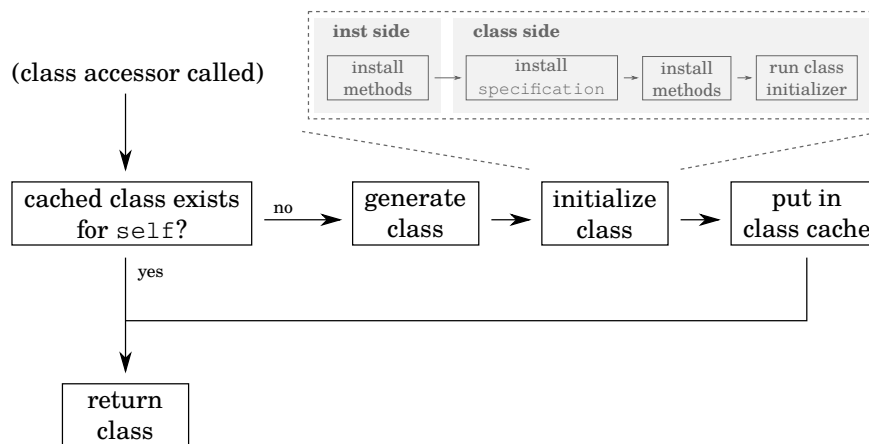 inst side
class side
install
methods
install
specification
install
methods
run class
initializer
(class accessor called)
cached class exists
for self?
no
generate
class
initialize
class
put in
class cache
yes
return
class